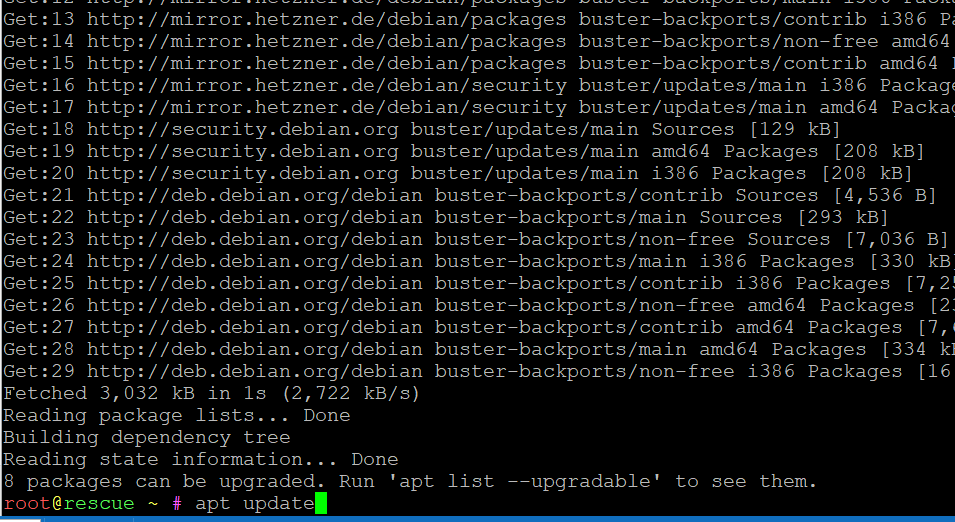 Get:12 http://mirror.hetzner.de/debian/packages buster-backports/main i386 Pack
Get:13 http://mirror.hetzner.de/debian/packages buster-backports/contrib i386 Pa
Get:14 http://mirror.hetzner.de/debian/packages buster-backports/non-free amd64
Get:15 http://mirror.hetzner.de/debian/packages buster-backports/contrib amd64 P
Get:16 http://mirror.hetzner.de/debian/security buster/updates/main i386 Package
Get:17 http://mirror.hetzner.de/debian/security buster/updates/main amd64 Packag
Get:18 http://security.debian.org buster/updates/main Sources [129 kB]
Get:19 http://security.debian.org buster/updates/main amd64 Packages [208 kB]
Get:20 http://security.debian.org buster/updates/main i386 Packages [208 kB]
Get:21 http://deb.debian.org/debian buster-backports/contrib Sources [4,536 B]
Get:22 http://deb.debian.org/debian buster-backports/main Sources [293 kB]
Get:23 http://deb.debian.org/debian buster-backports/non-free Sources [7,036 B]
Get:24 http://deb.debian.org/debian buster-backports/main i386 Packages [330 kB
Get:25 http://deb.debian.org/debian buster-backports/contrib i386 Packages [7,25
Get:26 http://deb.debian.org/debian buster-backports/non-free amd64 Packages [23
Get:27 http://deb.debian.org/debian buster-backports/contrib amd64 Packages [7,6
Get:28 http://deb.debian.org/debian buster-backports/main amd64 Packages [334 k
Get:29 http://deb.debian.org/debian buster-backports/non-free i386 Packages [16
Fetched 3,032 kB in 1s (2,722 kB/s)
Reading package lists... Done
Building dependency tree
Reading state information... Done
8 packages can be upgraded. Run 'apt list --upgradable' to see them.
root@rescue ~ # apt update